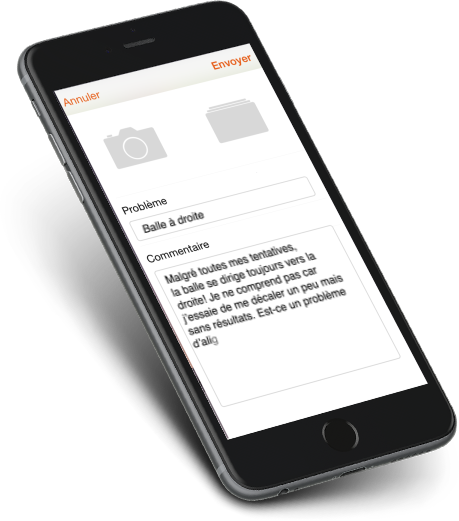 Annuler
Envoyer
Problème
Balle à droite
Commentaire
Malgré toutes mes tentatives,
la balle se dirige toujours vers la
droite! Je ne comprend pas car
j'essaie de me décaler un peu mais
sans résultats. Est-ce un problème
d'alig